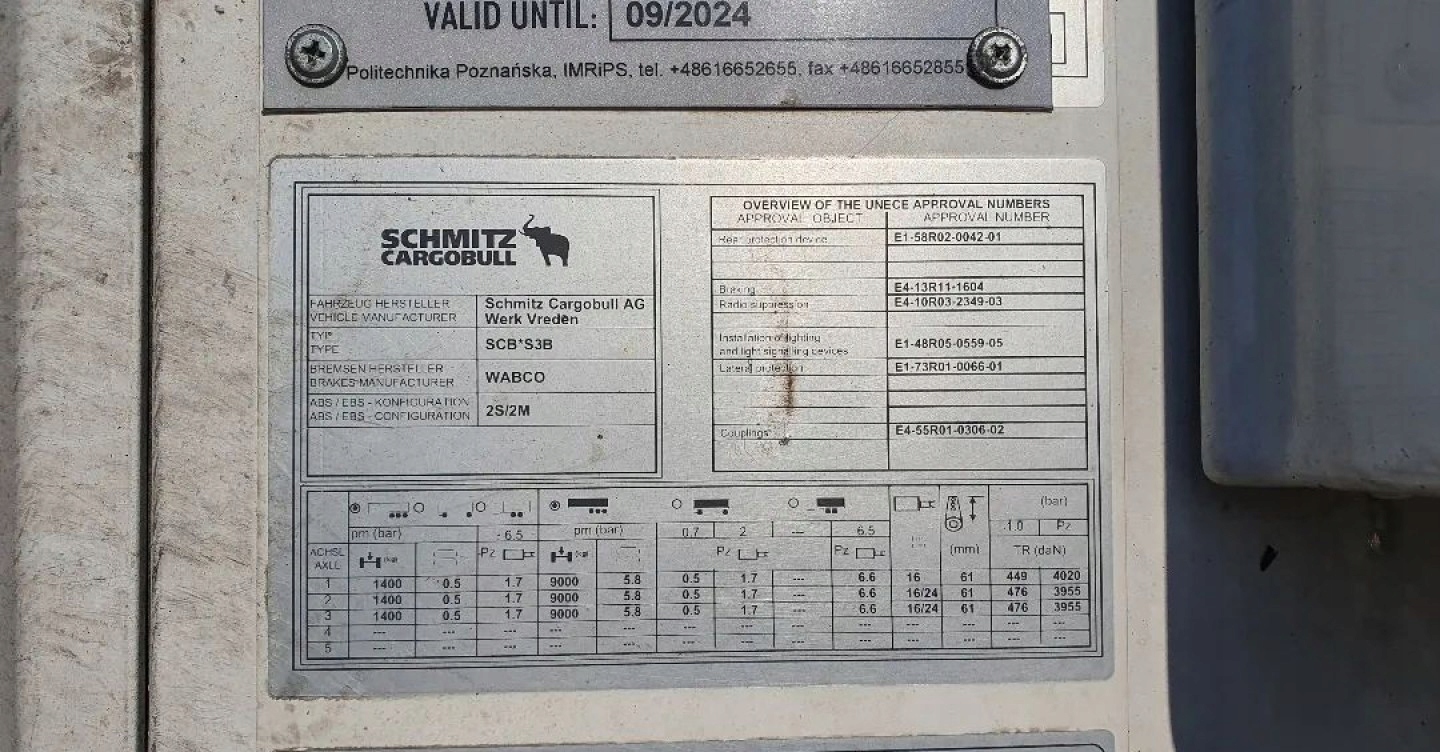 VALID UNTIL: 09/2024
Politechnika Poznańska, IMRiPS, tel. +48616652655, fax +48616652855
SCHMITZ
CARGOBULL
FAHRZEUG HERSTELLER
VEHICLE MANUFACTURER
Schmitz Cargobull AG
Werk Vreden
TYP
TYPE
SCB*S3B
BREMSEN HERSTELLER
BRAKES MANUFACTURER
WABCO
ABS / EBS - KONFIGURATION
ABS / EBS - CONFIGURATION
2S/2M
OVERVIEW OF THE UNECE APPROVAL NUMBERS
APPROVAL OBJECT APPROVAL NUMBER
Rear protection device E1-58R02-0042-01
Braking E4-13R11-1604
Radio suppression E4-10R03-2349-03
Installation of lighting
and light signalling devices E1-48R05-0559-05
Lateral protection E1-73R01-0066-01
Couplings E4-55R01-0306-02
(bar)
pm (bar) 6.5 pm (bar) 0.7 2 --- 6.5 1.0 Pz
ACHSE
AXLE
Pz Pz Pz (mm) TR (daN)
1 1400 0.5 1.7 9000 5.8 0.5 1.7 --- 6.6 16 61 449 4020
2 1400 0.5 1.7 9000 5.8 0.5 1.7 --- 6.6 16/24 61 476 3955
3 1400 0.5 1.7 9000 5.8 0.5 1.7 --- 6.6 16/24 61 476 3955
4 --- --- --- --- --- --- --- --- --- --- --- --- ---
5 --- --- --- --- --- --- --- --- --- --- --- --- ---